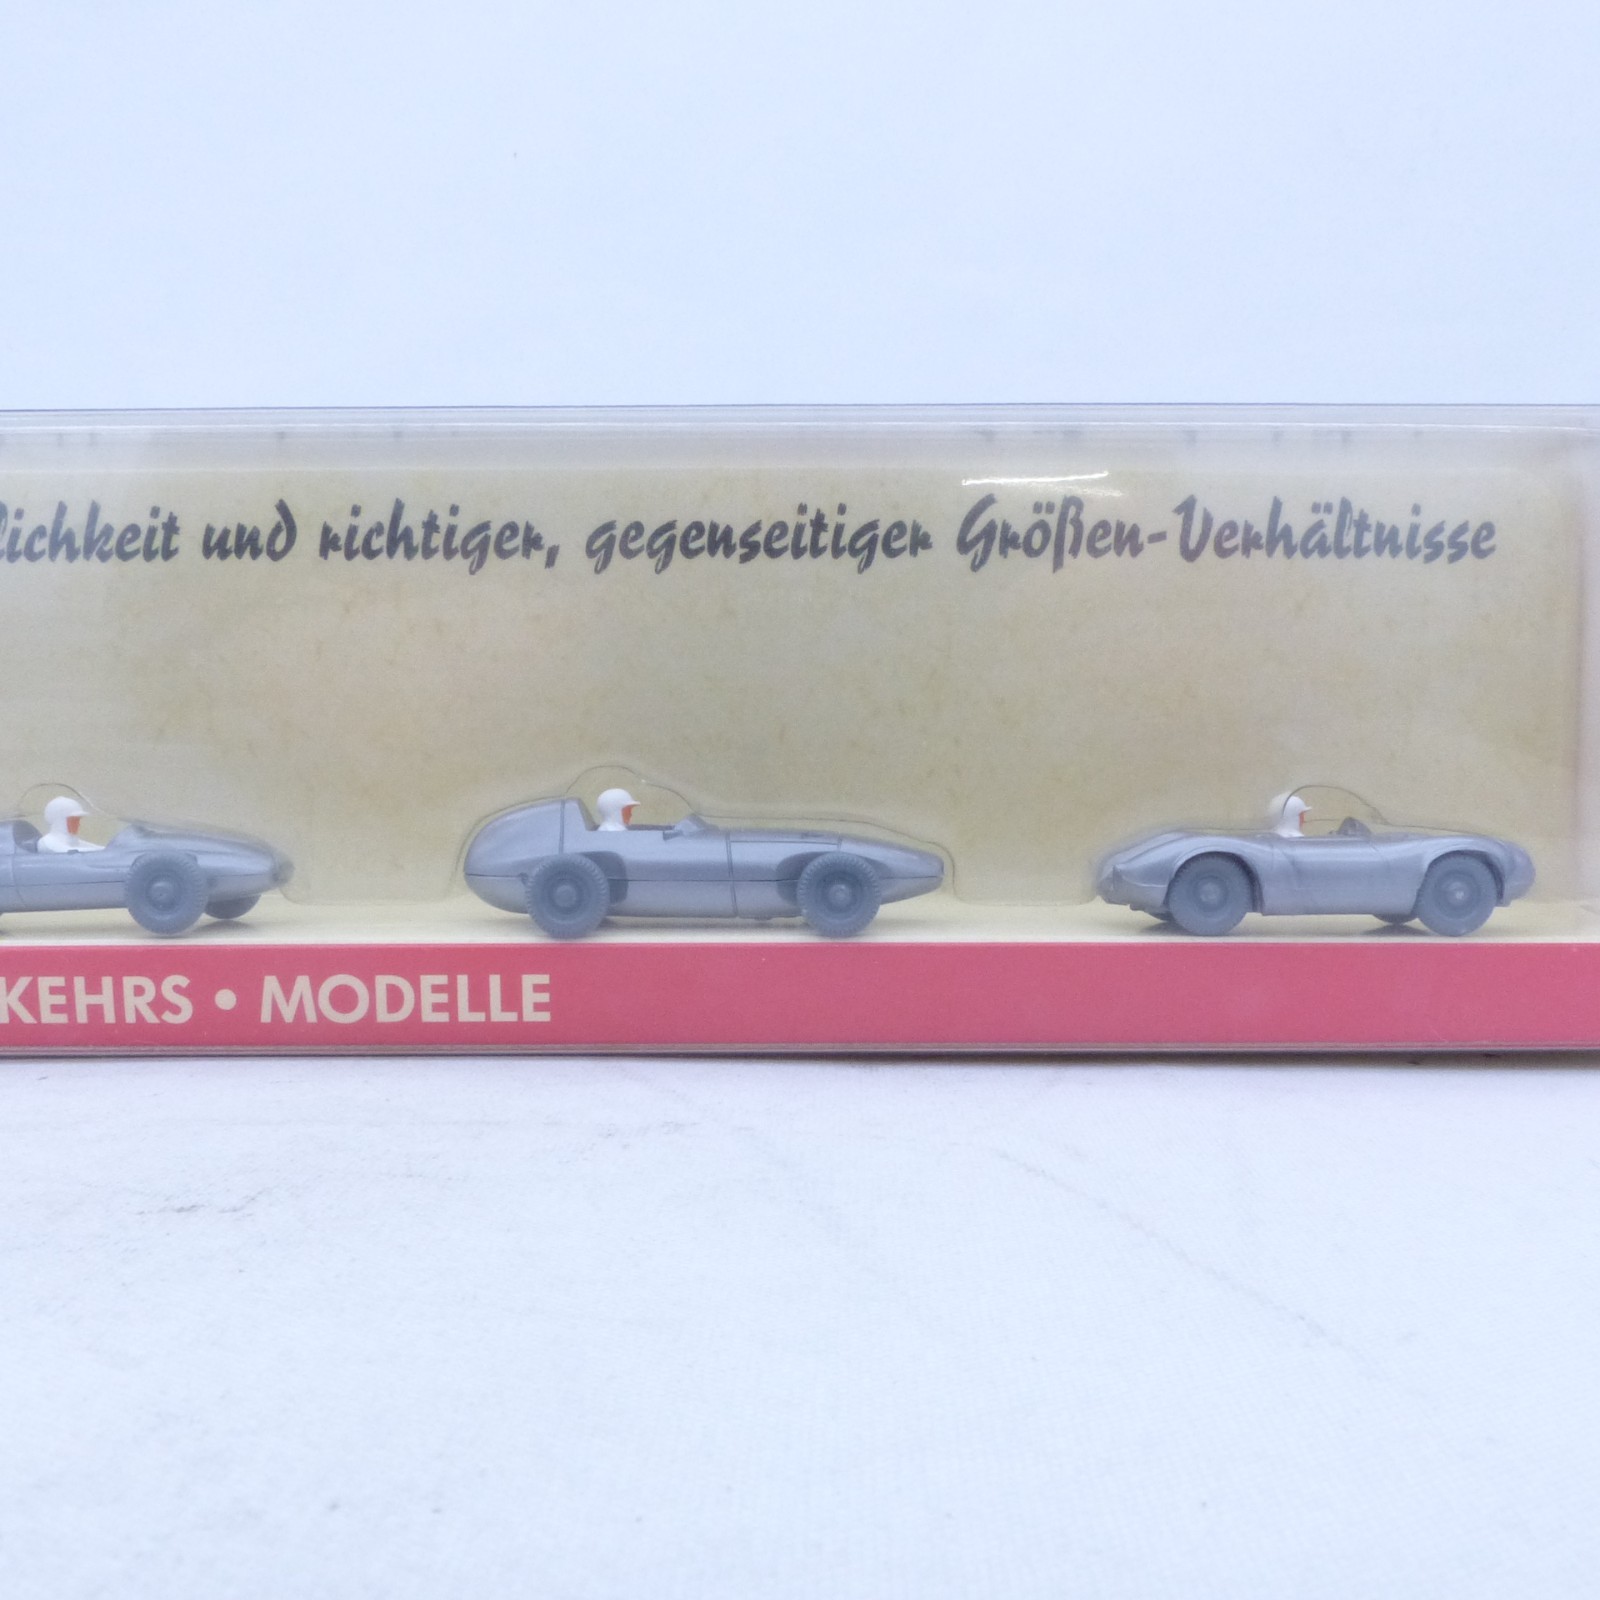 lichkeit und richtiger, gegenseitiger Größen-Verhältnisse
KEHRS • MODELLE